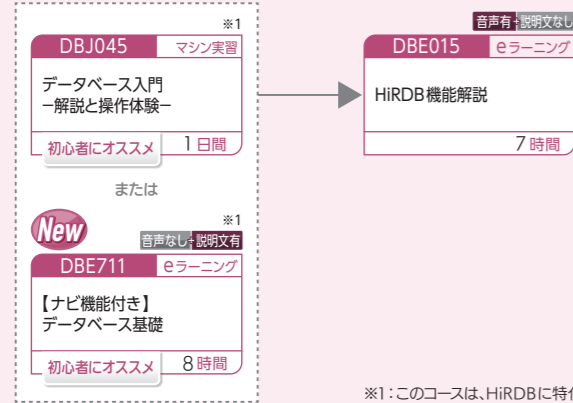 ※1
DBJ045 マシン実習
データベース入門
−解説と操作体験−
初心者にオススメ 1日間
または
New
※1
音声なし+説明文有
DBE711 eラーニング
【ナビ機能付き】
データベース基礎
初心者にオススメ 8時間
音声有+説明文なし
DBE015 eラーニング
HiRDB機能解説
7時間
※1：このコースは、HiRDBに特